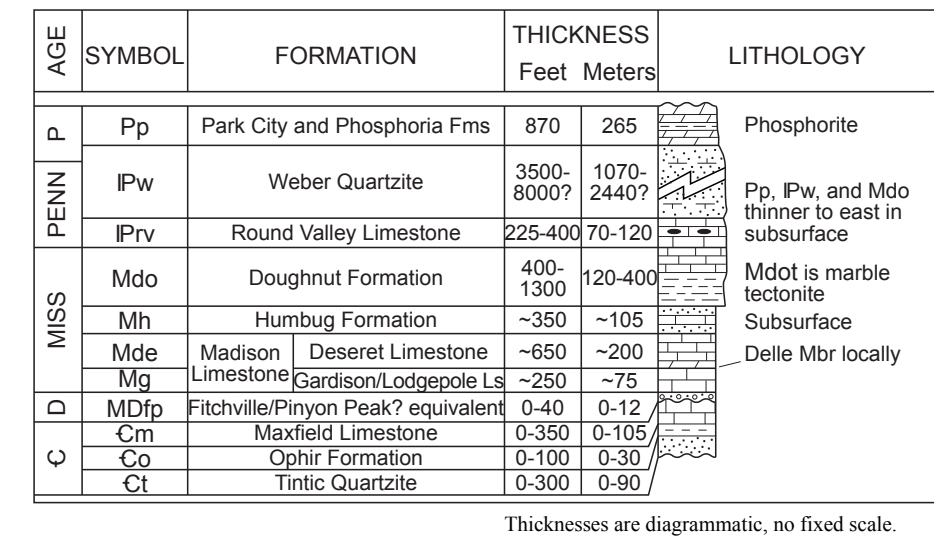 AGE SYMBOL FORMATION THICKNESS LITHOLOGY
Feet Meters
P Pp Park City and Phosphoria Fms 870 265 Phosphorite
PENN ℙw Weber Quartzite 3500-8000? 1070-2440? Pp, ℙw, and Mdo
thinner to east in
subsurface
ℙrv Round Valley Limestone 225-400 70-120
MISS Mdo Doughnut Formation 400-1300 120-400 Mdot is marble
tectonite
Mh Humbug Formation ~350 ~105 Subsurface
Mde Madison Limestone Deseret Limestone ~650 ~200 Delle Mbr locally
Mg Gardison/Lodgepole Ls ~250 ~75
D MDfp Fitchville/Pinyon Peak? equivalent 0-40 0-12
Ꞓ Ꞓm Maxfield Limestone 0-350 0-105
Ꞓo Ophir Formation 0-100 0-30
Ꞓt Tintic Quartzite 0-300 0-90
Thicknesses are diagrammatic, no fixed scale.